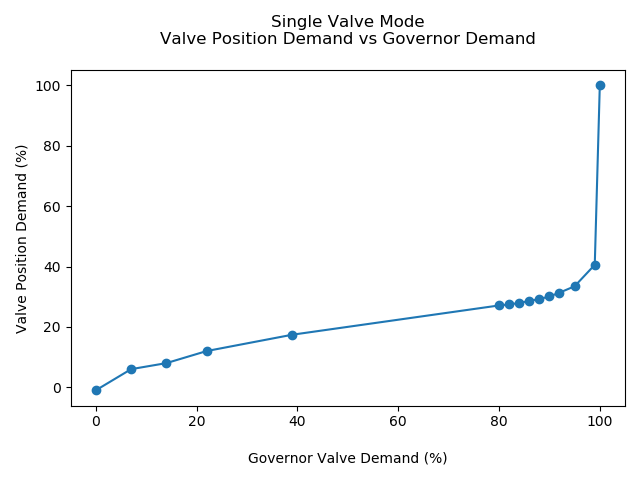 Single Valve Mode
Valve Position Demand vs Governor Demand
100
80
60
40
20
0
Valve Position Demand (%)
0 20 40 60 80 100
Governor Valve Demand (%)